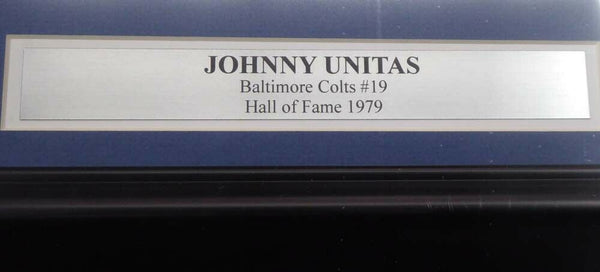 JOHNNY UNITAS
Baltimore Colts #19
Hall of Fame 1979